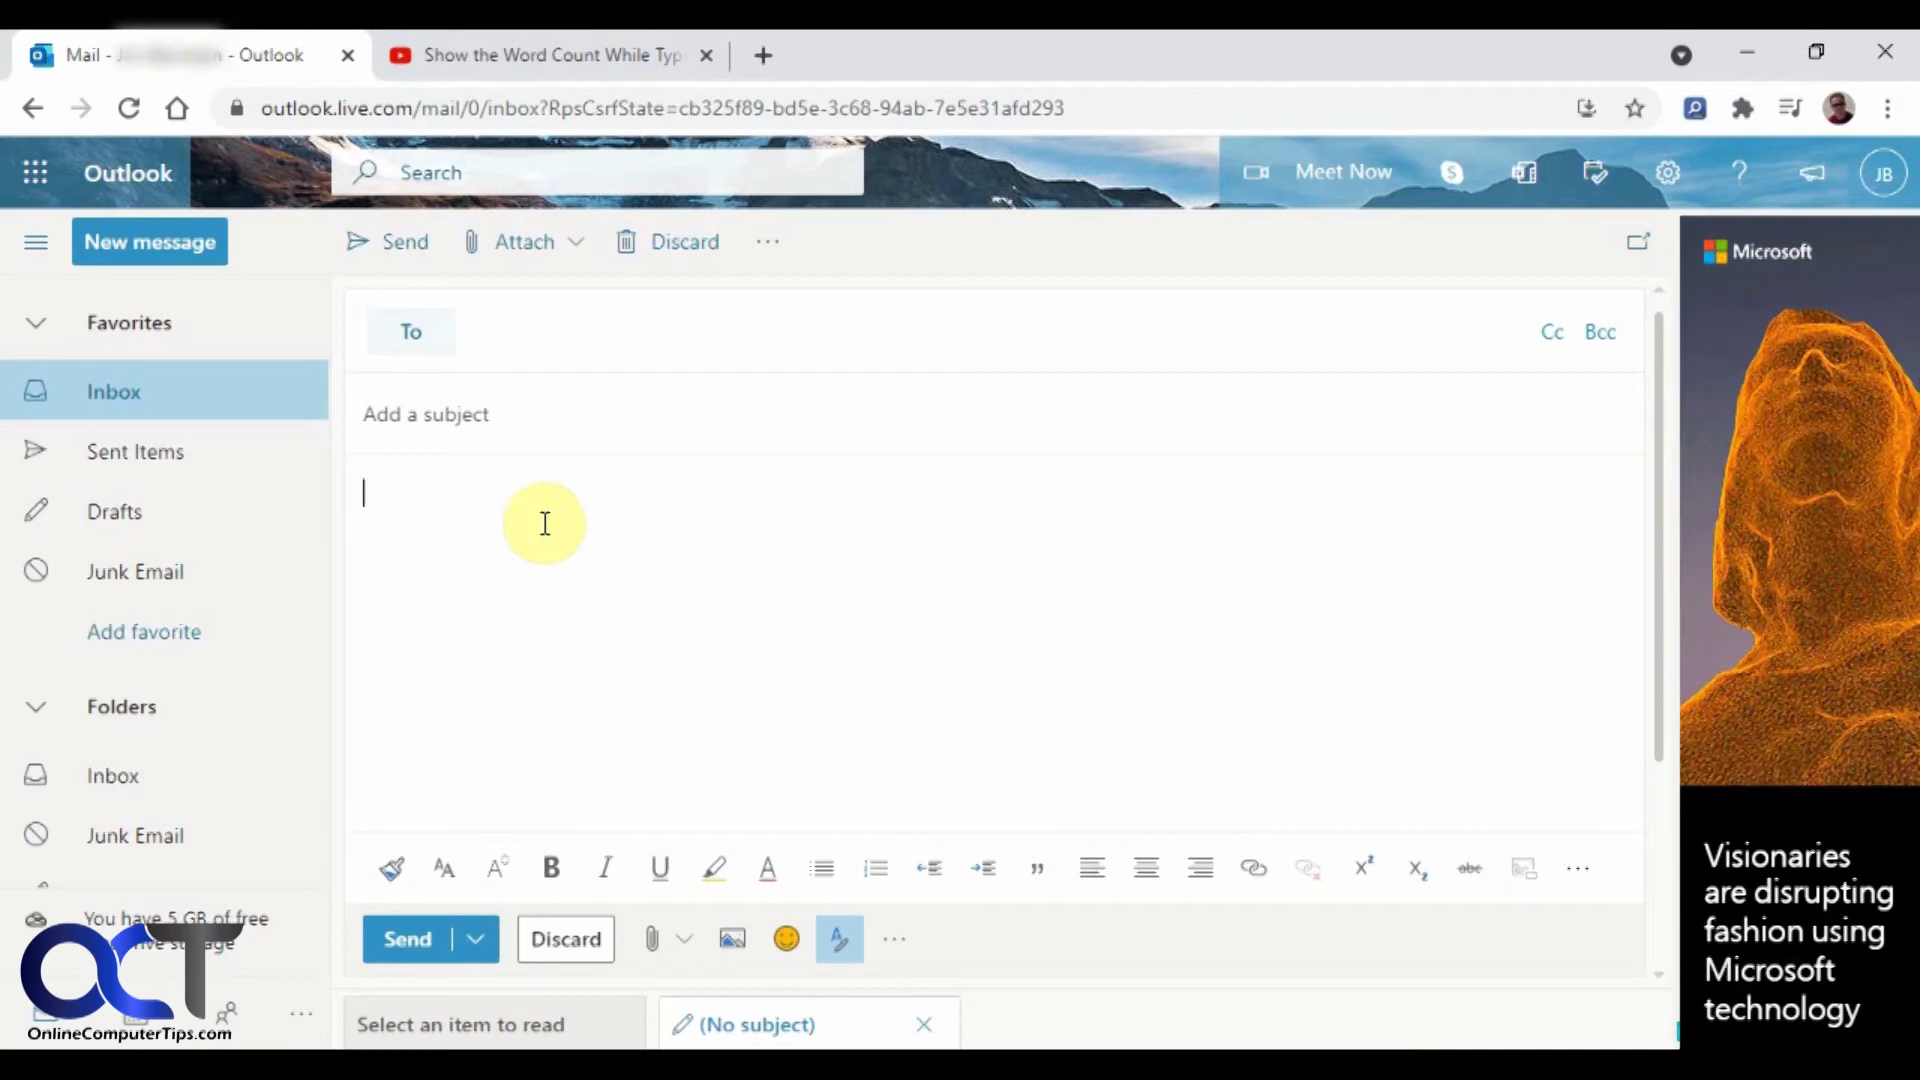 Mail - - Outlook
Show the Word Count While Typ
outlook.live.com/mail/0/inbox?RpsCsrfState=cb325f89-bd5e-3c68-94ab-7e5e31afd293
Outlook
Search
Meet Now
JB
New message
Send
Attach
Discard
Microsoft
Favorites
To
Cc Bcc
Inbox
Add a subject
Sent Items
Drafts
Junk Email
Add favorite
Folders
Inbox
Junk Email
You have 5 GB of free
Send
Discard
Visionaries
are disrupting
fashion using
Microsoft
technology
OCT
OnlineComputerTips.com
Select an item to read
(No subject)